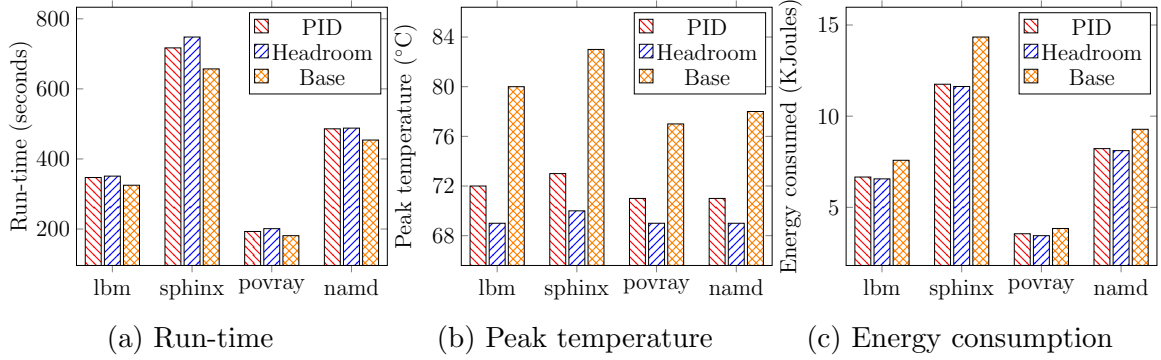 Run-time (seconds)
800
600
400
200
PID
Headroom
Base
lbm
sphinx
povray
namd
(a) Run-time
Peak temperature (°C)
84
80
76
72
68
PID
Headroom
Base
lbm
sphinx
povray
namd
(b) Peak temperature
Energy consumed (KJoules)
15
10
5
PID
Headroom
Base
lbm
sphinx
povray
namd
(c) Energy consumption